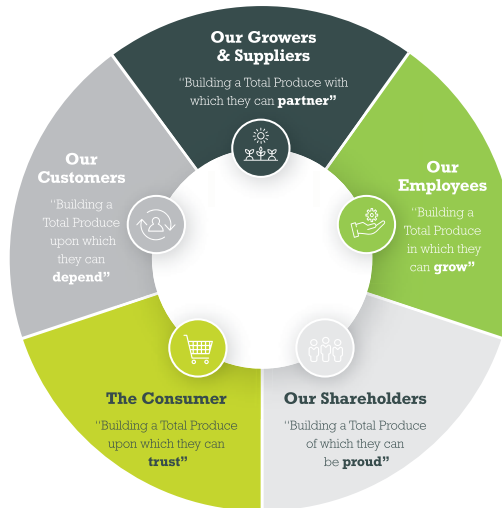 Our Growers
& Suppliers
“Building a Total Produce with
which they can partner”
Our
Employees
“Building a
Total Produce
in which they
can grow”
Our Shareholders
“Building a Total Produce
of which they can
be proud”
The Consumer
“Building a Total Produce
upon which they can
trust”
Our
Customers
“Building a
Total Produce
upon which
they can
depend”